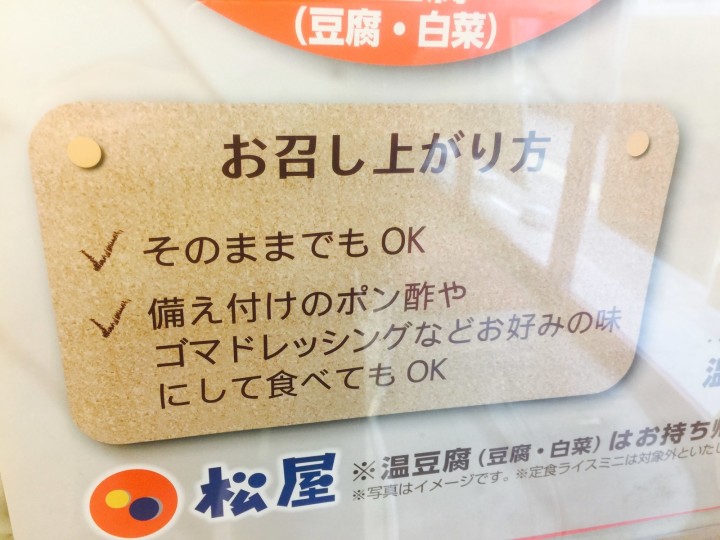 (豆腐・白菜)
お召し上がり方
そのままでも OK
備え付けのポン酢や
ゴマドレッシングなどお好みの味
にして食べても OK
温
松屋
※温豆腐(豆腐・白菜)はお持ち帰
※写真はイメージです。※定食ライスミニは対象外といたし